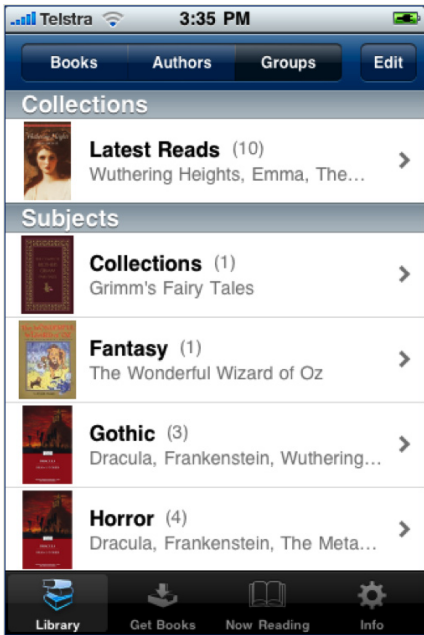 Telstra 3:35 PM
Books Authors Groups Edit
Collections
Latest Reads (10)
Wuthering Heights, Emma, The...
Subjects
Collections (1)
Grimm's Fairy Tales
Fantasy (1)
The Wonderful Wizard of Oz
Gothic (3)
Dracula, Frankenstein, Wuthering...
Horror (4)
Dracula, Frankenstein, The Meta...
Library Get Books Now Reading Info